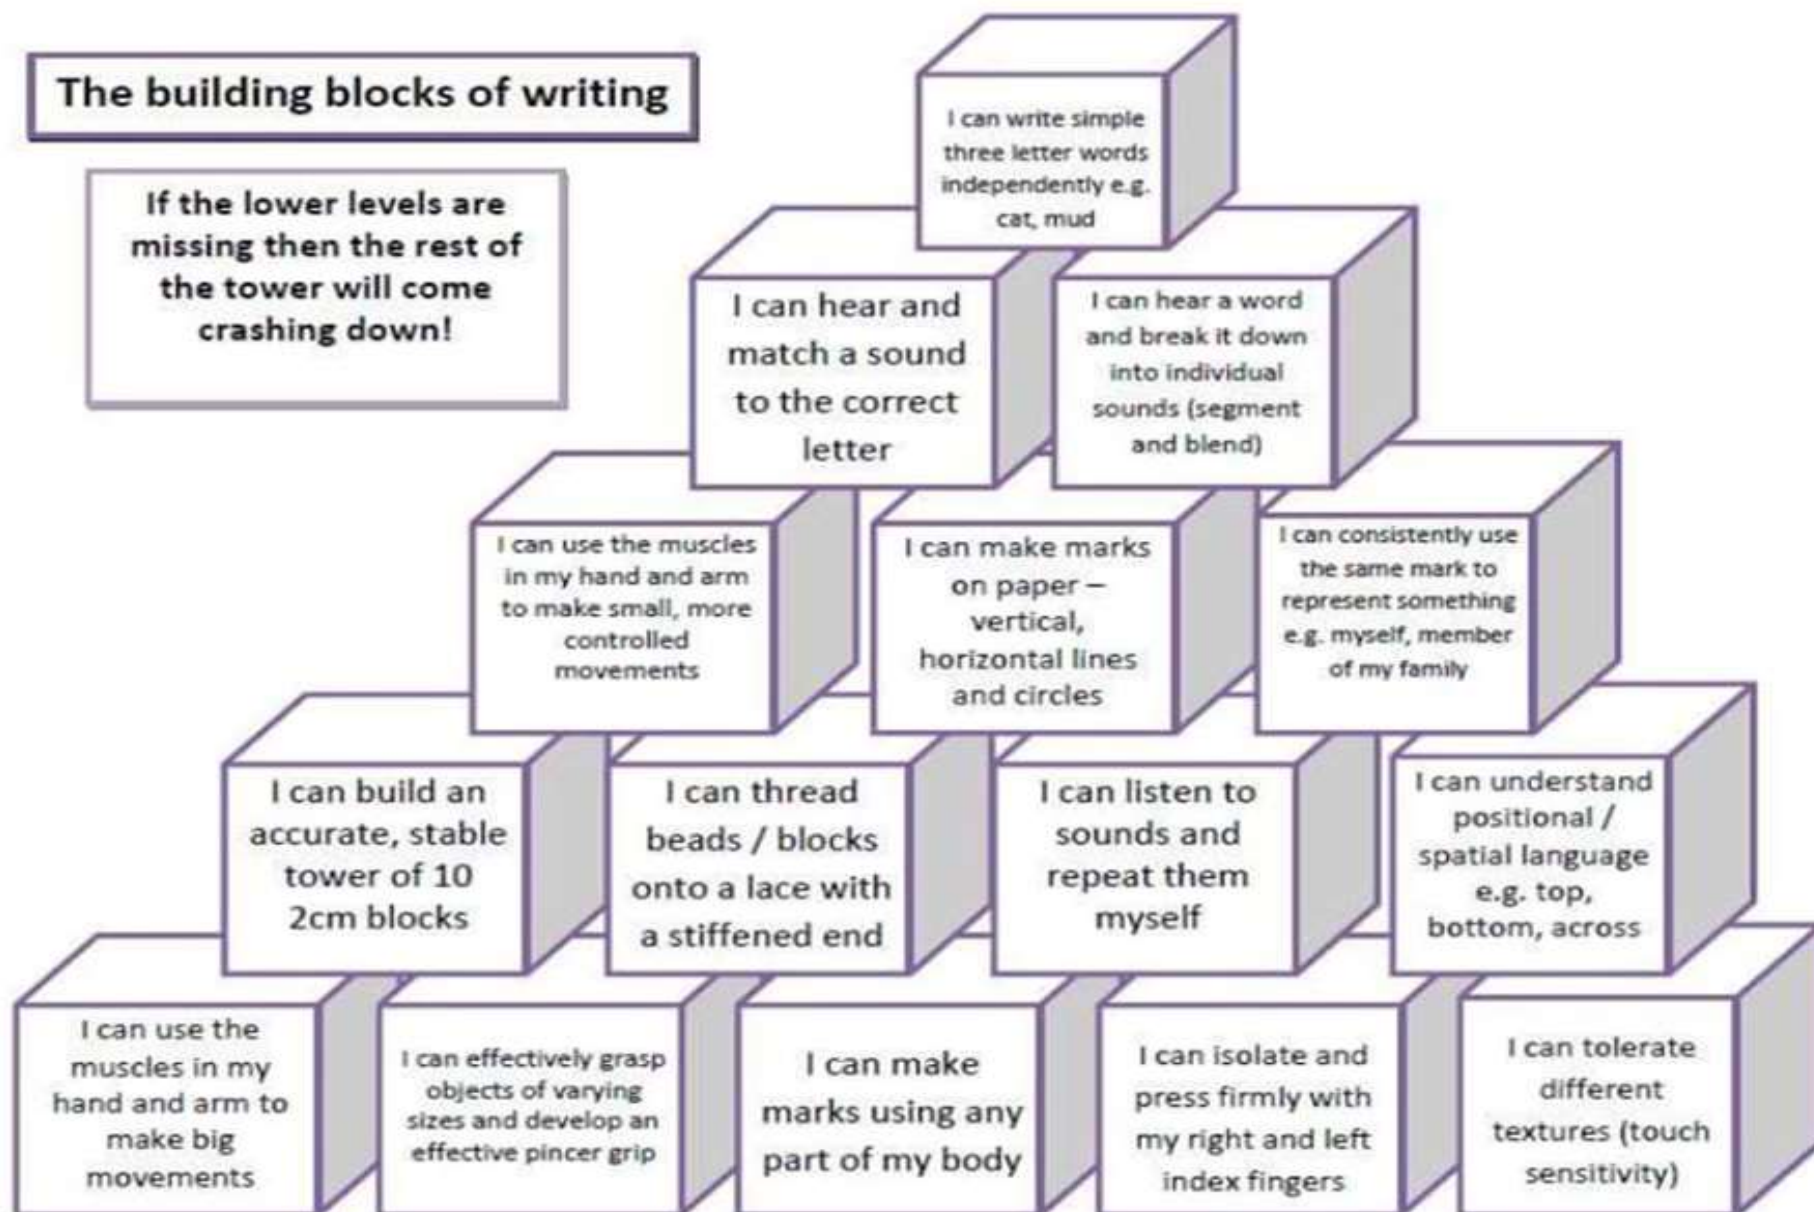 The building blocks of writing
If the lower levels are
missing then the rest of
the tower will come
crashing down!
I can write simple
three letter words
independently e.g.
cat, mud
I can hear and
match a sound
to the correct
letter
I can hear a word
and break it down
into individual
sounds (segment
and blend)
I can use the muscles
in my hand and arm
to make small, more
controlled
movements
I can make marks
on paper –
vertical,
horizontal lines
and circles
I can consistently use
the same mark to
represent something
e.g. myself, member
of my family
I can build an
accurate, stable
tower of 10
2cm blocks
I can thread
beads / blocks
onto a lace with
a stiffened end
I can listen to
sounds and
repeat them
myself
I can understand
positional /
spatial language
e.g. top,
bottom, across
I can use the
muscles in my
hand and arm to
make big
movements
I can effectively grasp
objects of varying
sizes and develop an
effective pincer grip
I can make
marks using any
part of my body
I can isolate and
press firmly with
my right and left
index fingers
I can tolerate
different
textures (touch
sensitivity)